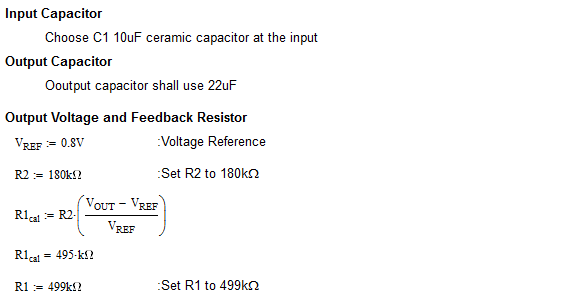 Input Capacitor
Choose C1 10uF ceramic capacitor at the input
Output Capacitor
Ooutput capacitor shall use 22uF
Output Voltage and Feedback Resistor
VREF := 0.8V :Voltage Reference
R2 := 180kΩ :Set R2 to 180kΩ
R1cal := R2·((VOUT − VREF)/VREF)
R1cal = 495·kΩ
R1 := 499kΩ :Set R1 to 499kΩ